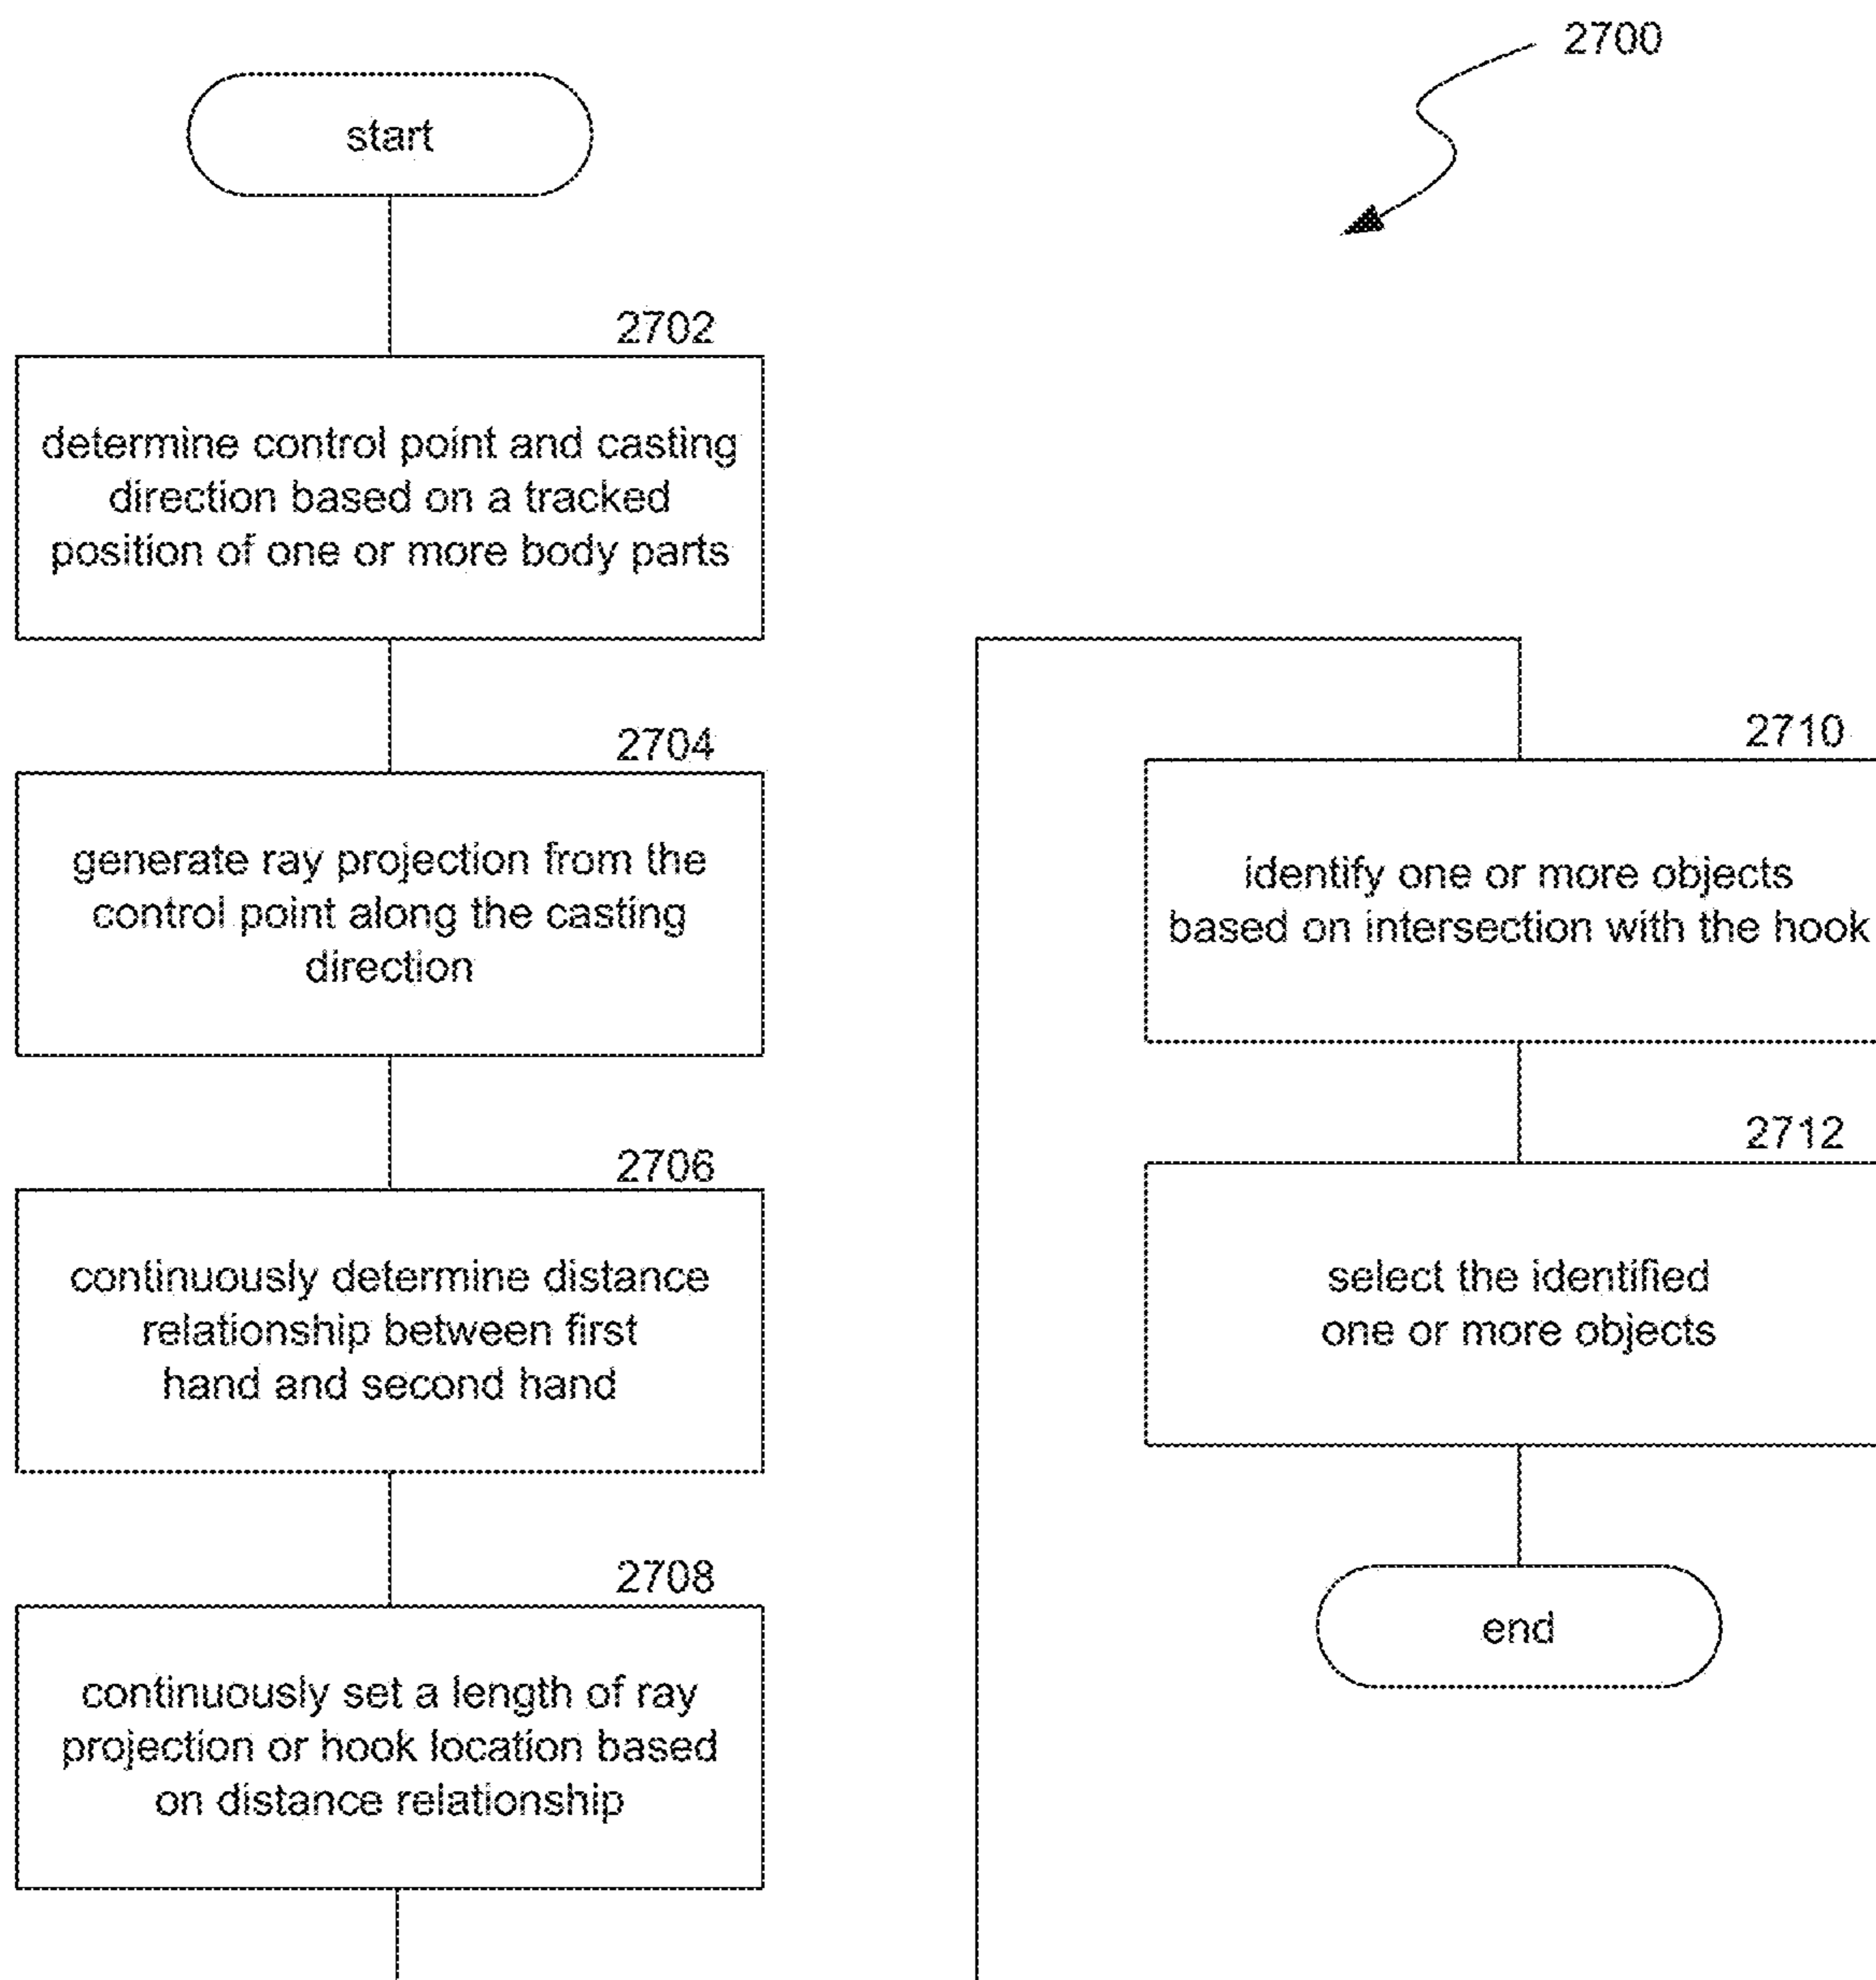 2700
start
2702
determine control point and casting
direction based on a tracked
position of one or more body parts
2704
generate ray projection from the
control point along the casting
direction
2706
continuously determine distance
relationship between first
hand and second hand
2708
continuously set a length of ray
projection or hook location based
on distance relationship
2710
identify one or more objects
based on intersection with the hook
2712
select the identified
one or more objects
end